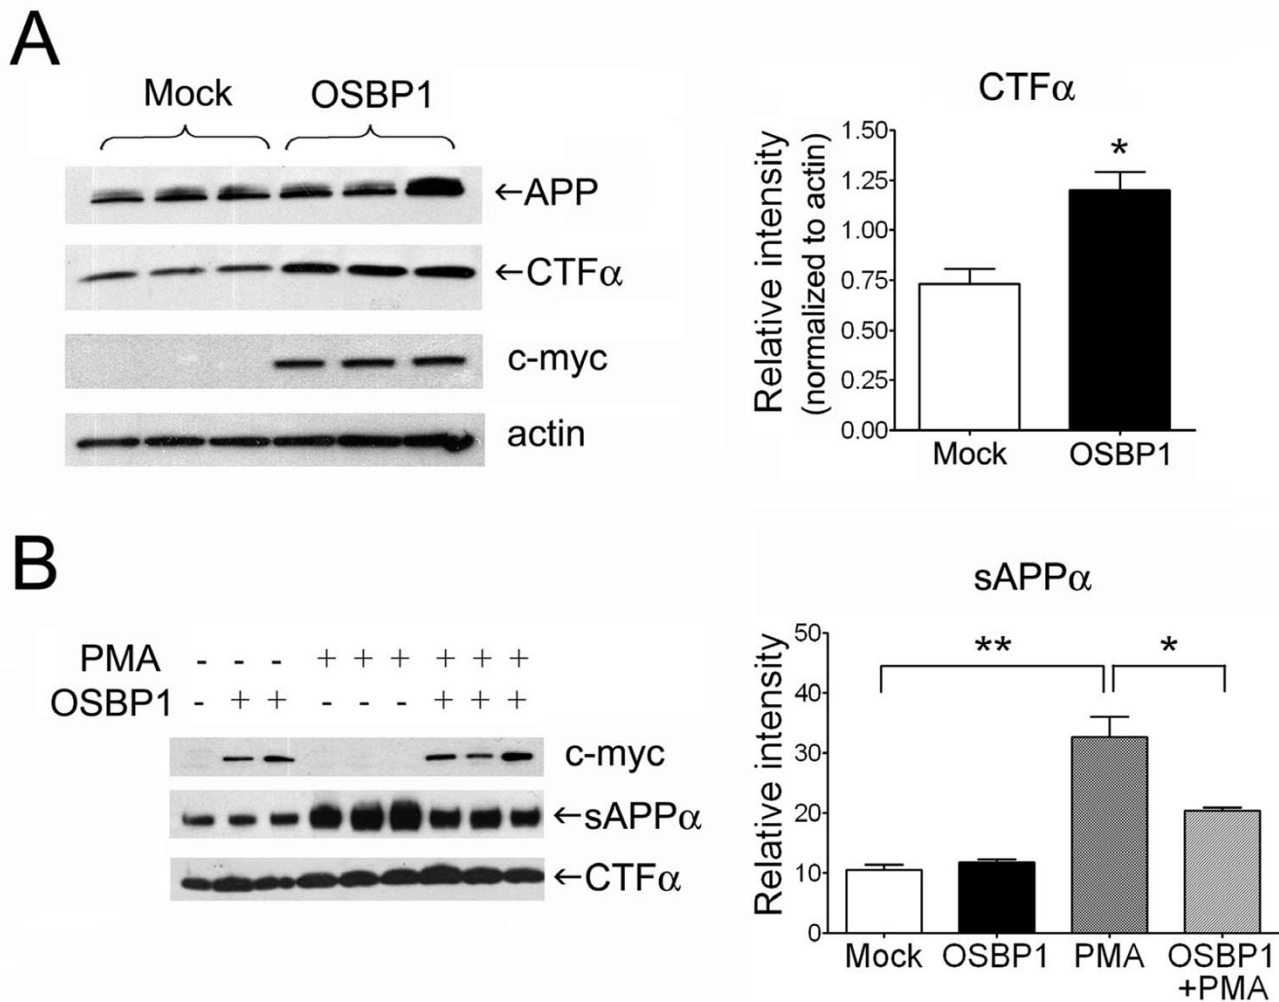 A
Mock OSBP1
←APP
←CTFα
c-myc
actin
CTFα
Relative intensity
(normalized to actin)
1.50
1.25
1.00
0.75
0.50
0.25
0.00
*
Mock OSBP1
B
PMA - - - + + + + + +
OSBP1 - + + - - - + + +
c-myc
←sAPPα
←CTFα
sAPPα
Relative intensity
50
40
30
20
10
0
** *
Mock OSBP1 PMA OSBP1
+PMA